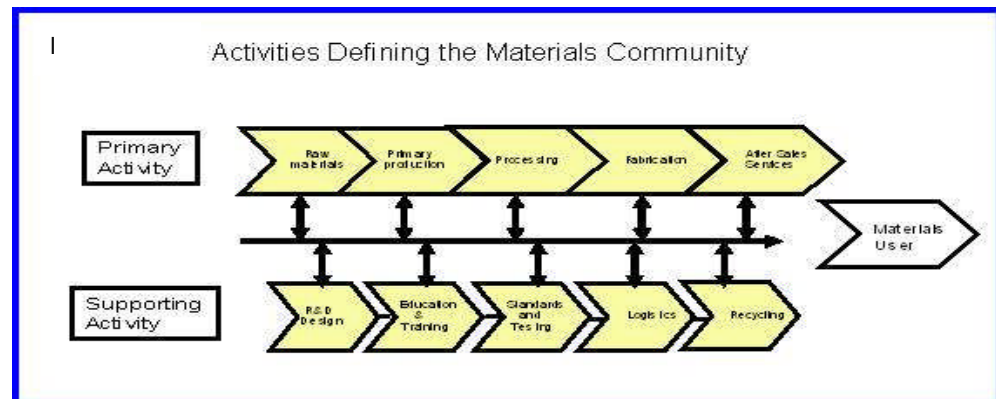 I
Activities Defining the Materials Community
Primary
Activity
Raw
materials
Primary
production
Processing
Fabrication
After Sales
Services
Materials
User
Supporting
Activity
R&D
Design
Education
&
Training
Standards
and
Testing
Logistics
Recycling